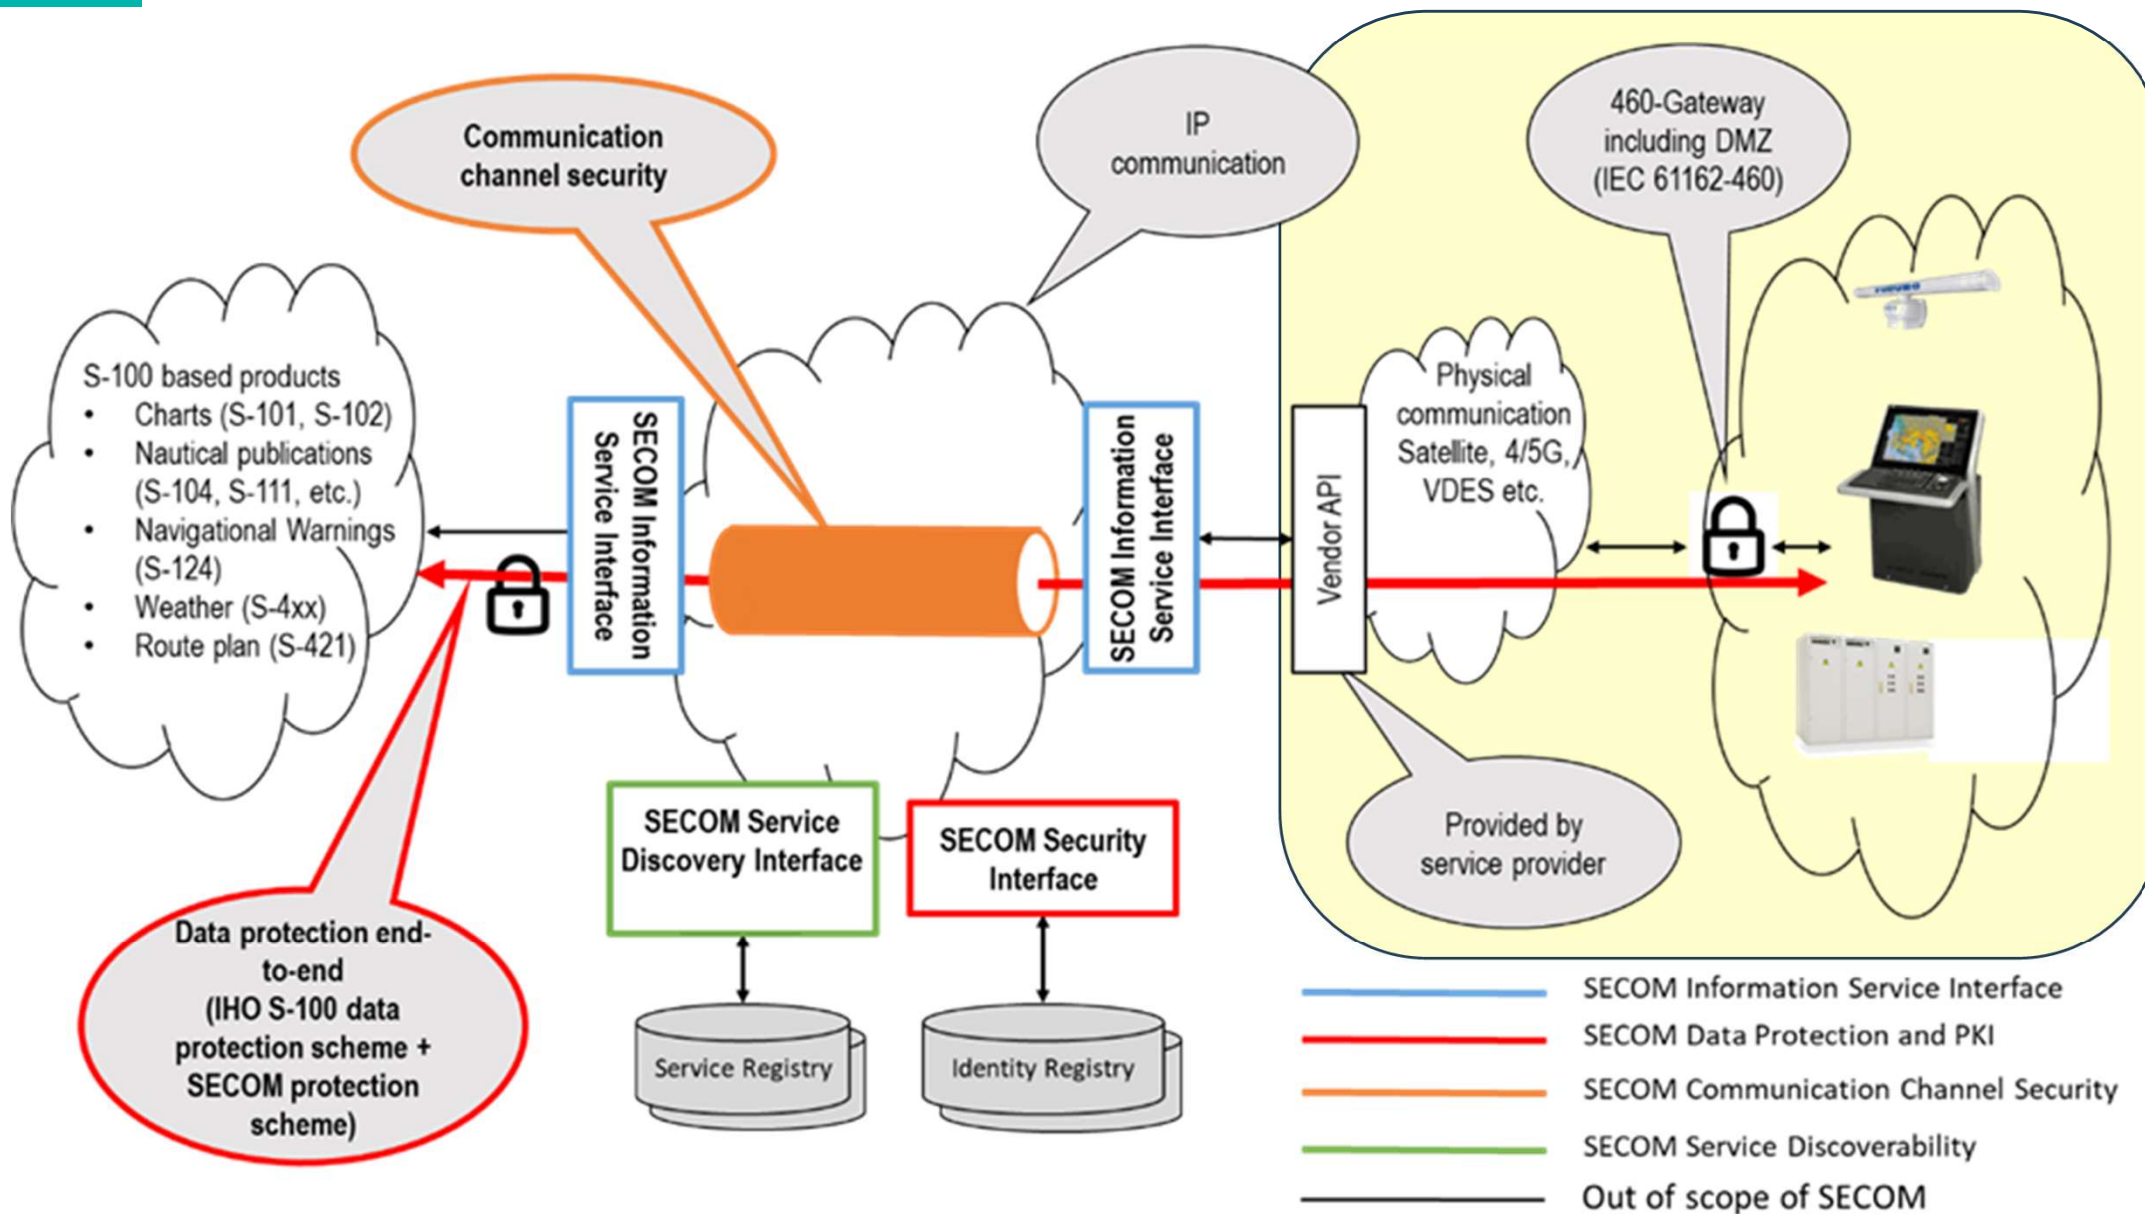 Communication
channel security
IP
communication
460-Gateway
including DMZ
(IEC 61162-460)
S-100 based products
• Charts (S-101, S-102)
• Nautical publications
(S-104, S-111, etc.)
• Navigational Warnings
(S-124)
• Weather (S-4xx)
• Route plan (S-421)
SECOM Information
Service Interface
SECOM Information
Service Interface
Vendor API
Physical
communication
Satellite, 4/5G,
VDES etc.
FURUNO
Provided by
service provider
SECOM Service
Discovery Interface
SECOM Security
Interface
Data protection end-
to-end
(IHO S-100 data
protection scheme +
SECOM protection
scheme)
Service Registry
Identity Registry
SECOM Information Service Interface
SECOM Data Protection and PKI
SECOM Communication Channel Security
SECOM Service Discoverability
Out of scope of SECOM